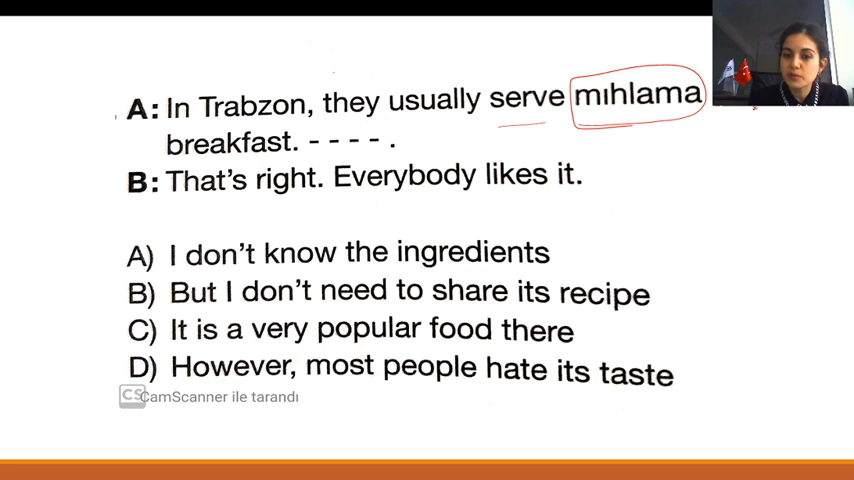 A: In Trabzon, they usually serve mıhlama
breakfast. - - - - .
B: That's right. Everybody likes it.
A) I don't know the ingredients
B) But I don't need to share its recipe
C) It is a very popular food there
D) However, most people hate its taste
CS CamScanner ile tarandı